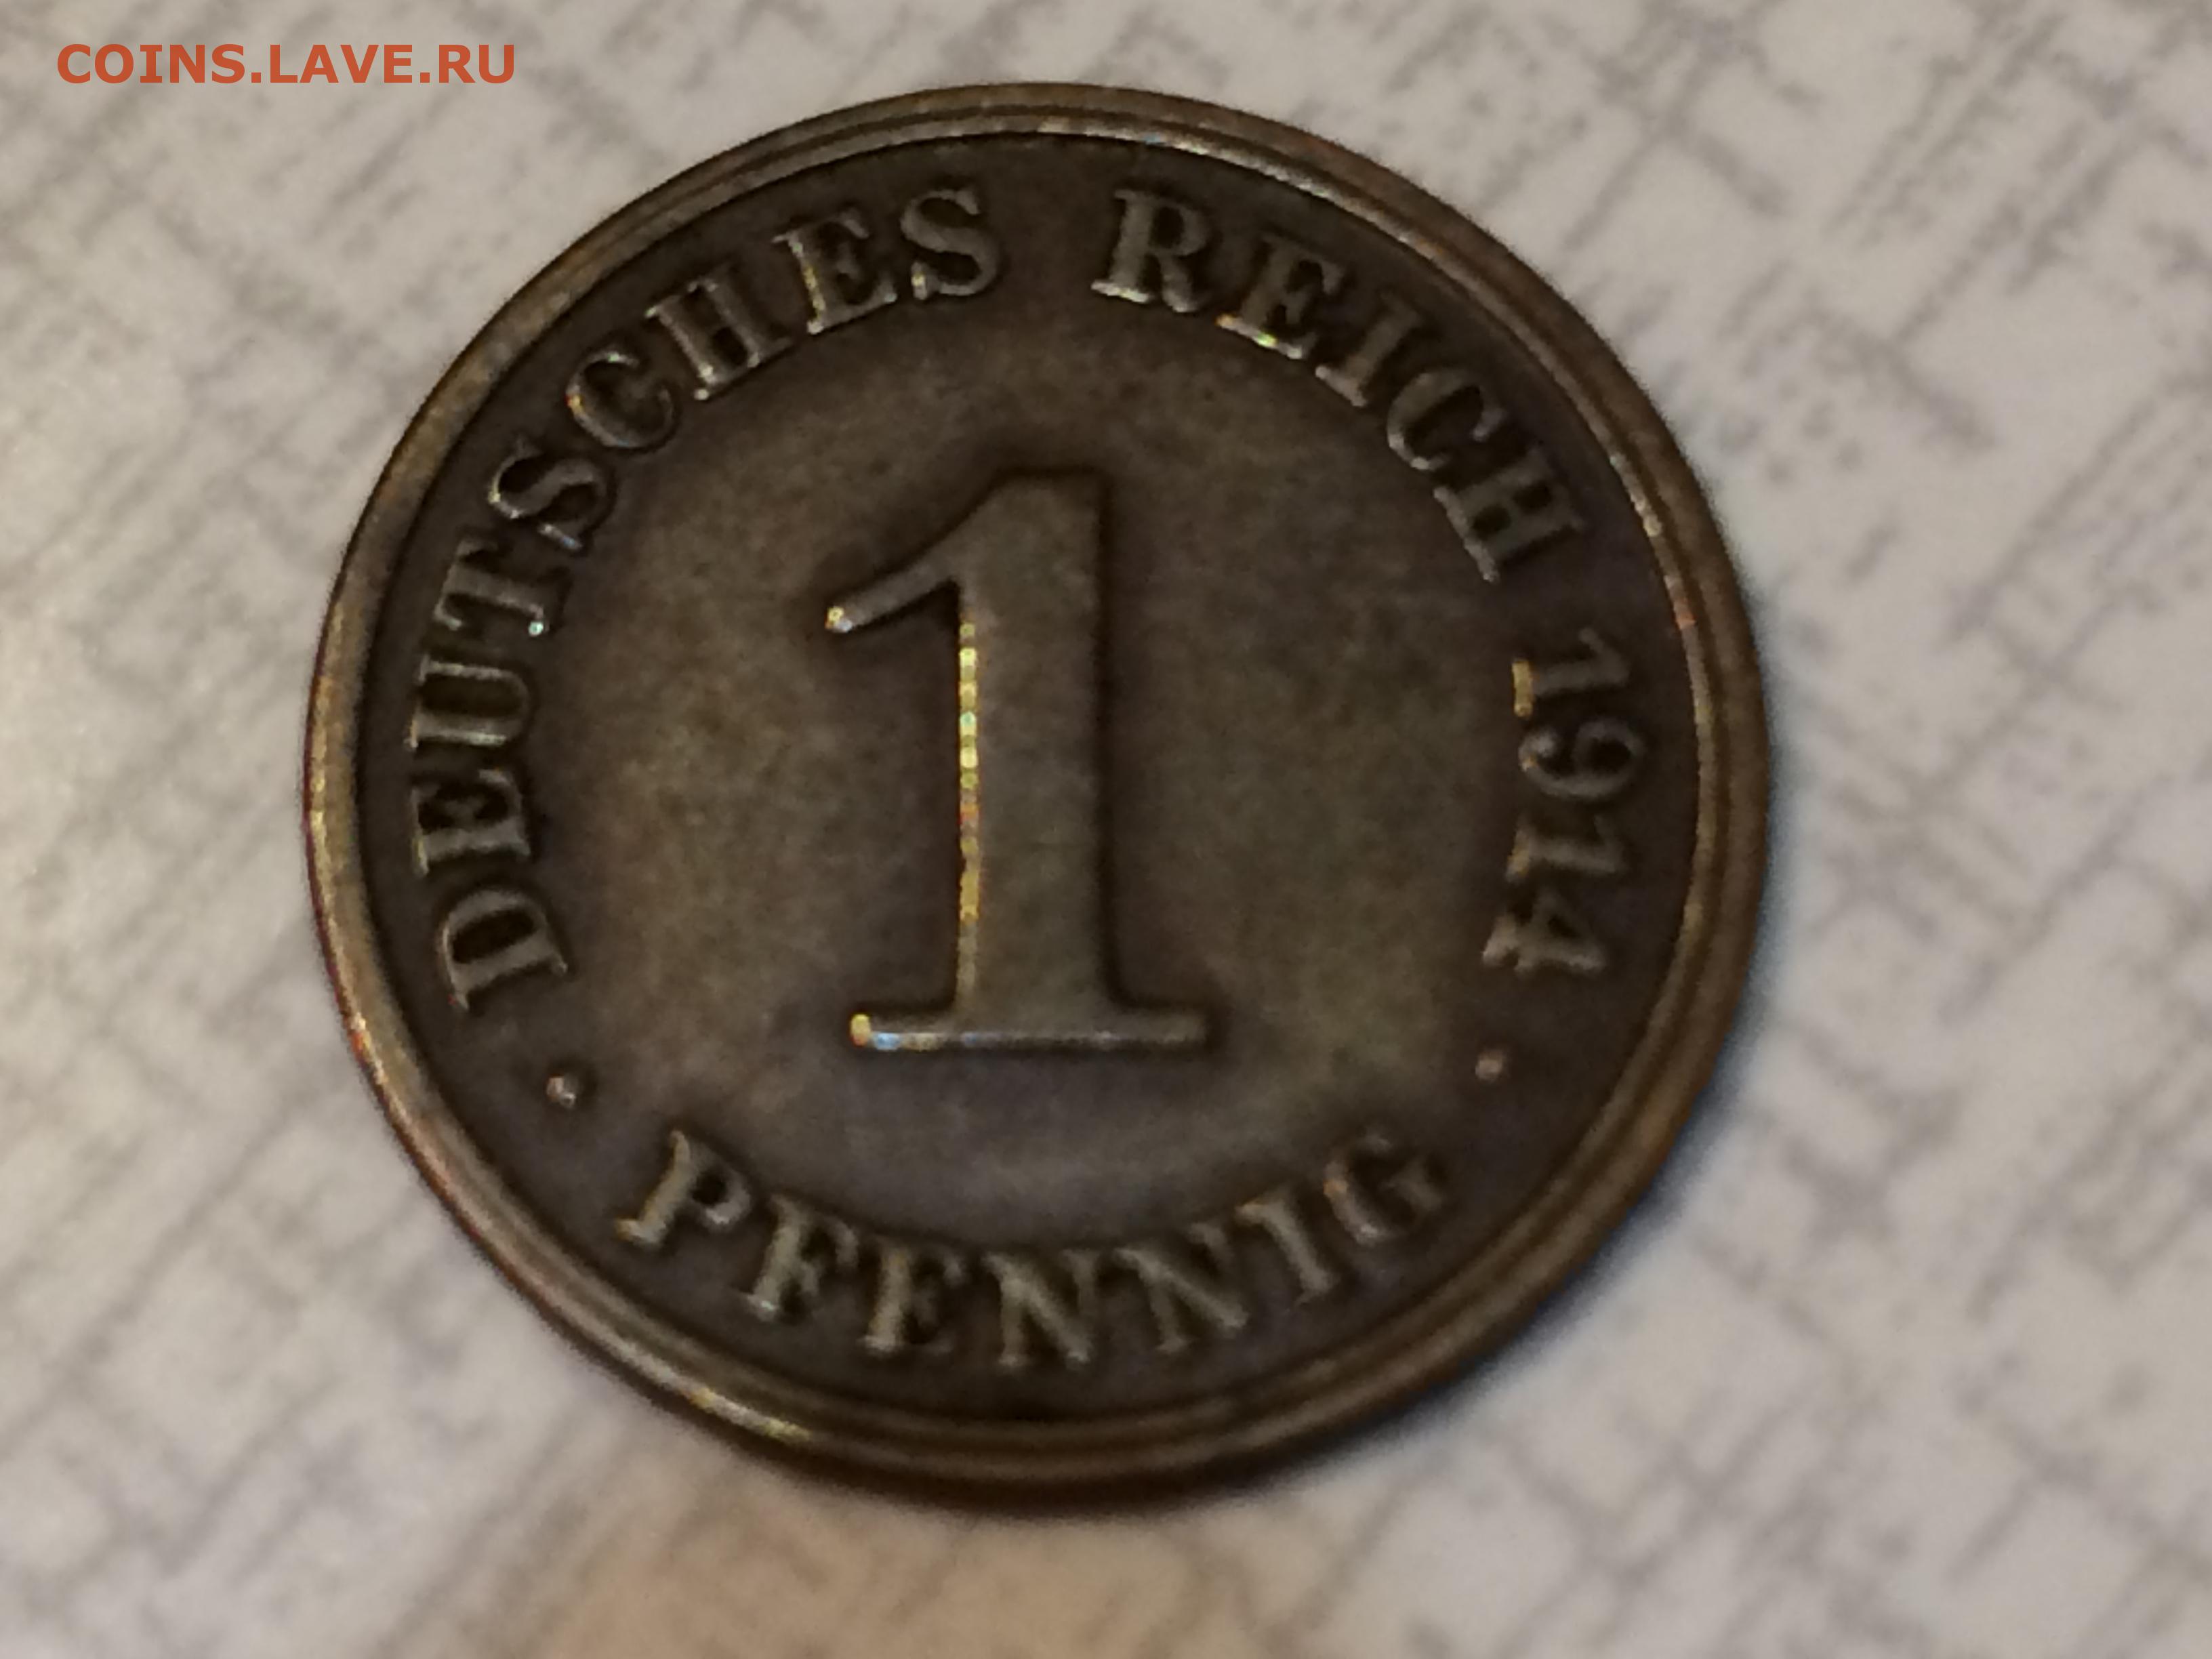 COINS.LAVE.RU
DEUTSCHES REICH 1914
1
· PFENNIG ·